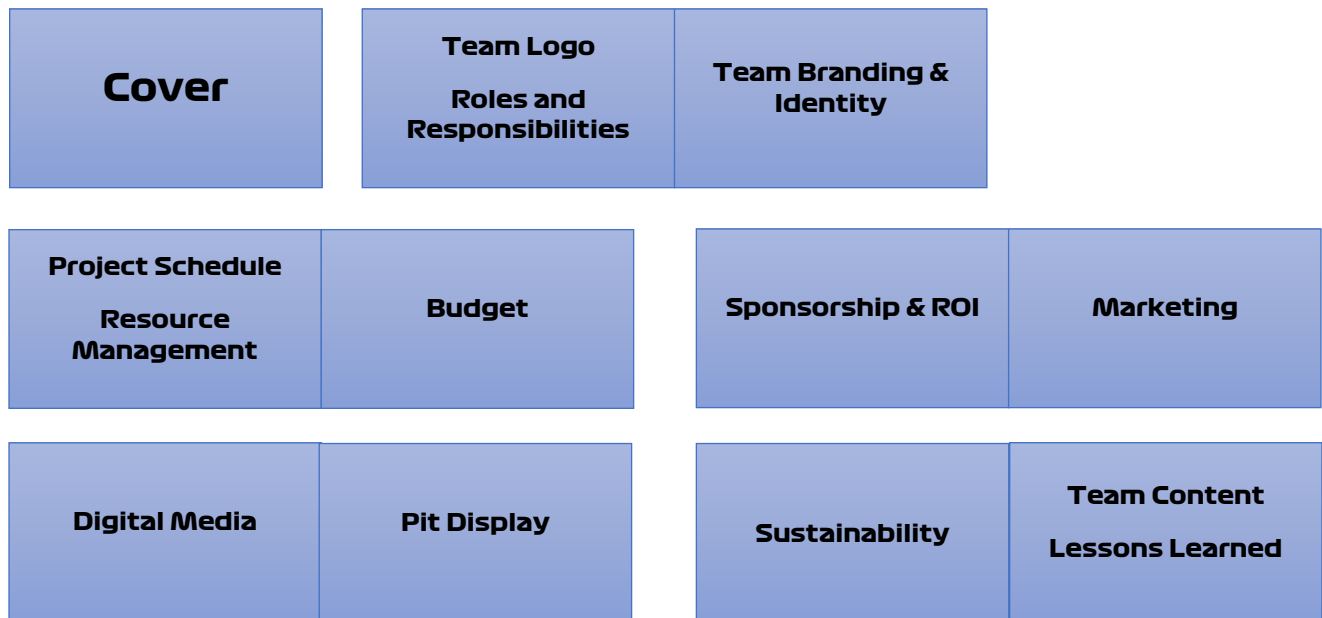 Cover
Team Logo
Roles and
Responsibilities
Team Branding &
Identity
Project Schedule
Resource
Management
Budget
Sponsorship & ROI
Marketing
Digital Media
Pit Display
Sustainability
Team Content
Lessons Learned